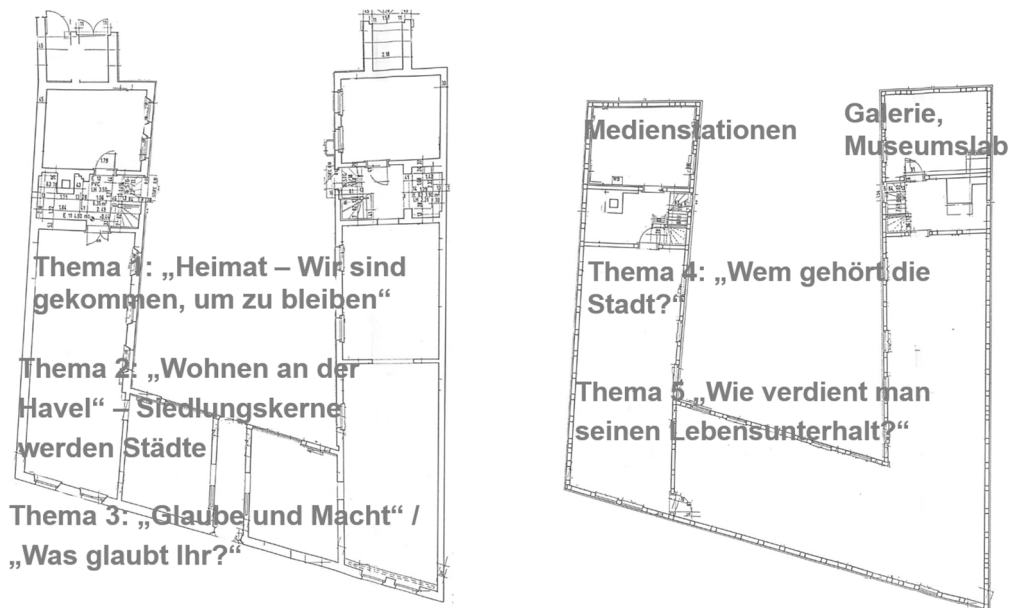 Thema 1: „Heimat – Wir sind
gekommen, um zu bleiben“
Thema 2: „Wohnen an der
Havel“ – Siedlungskerne
werden Städte
Thema 3: „Glaube und Macht“ /
„Was glaubt Ihr?“
Medienstationen
Galerie,
Museumslab
Thema 4: „Wem gehört die
Stadt?“
Thema 5 „Wie verdient man
seinen Lebensunterhalt?“